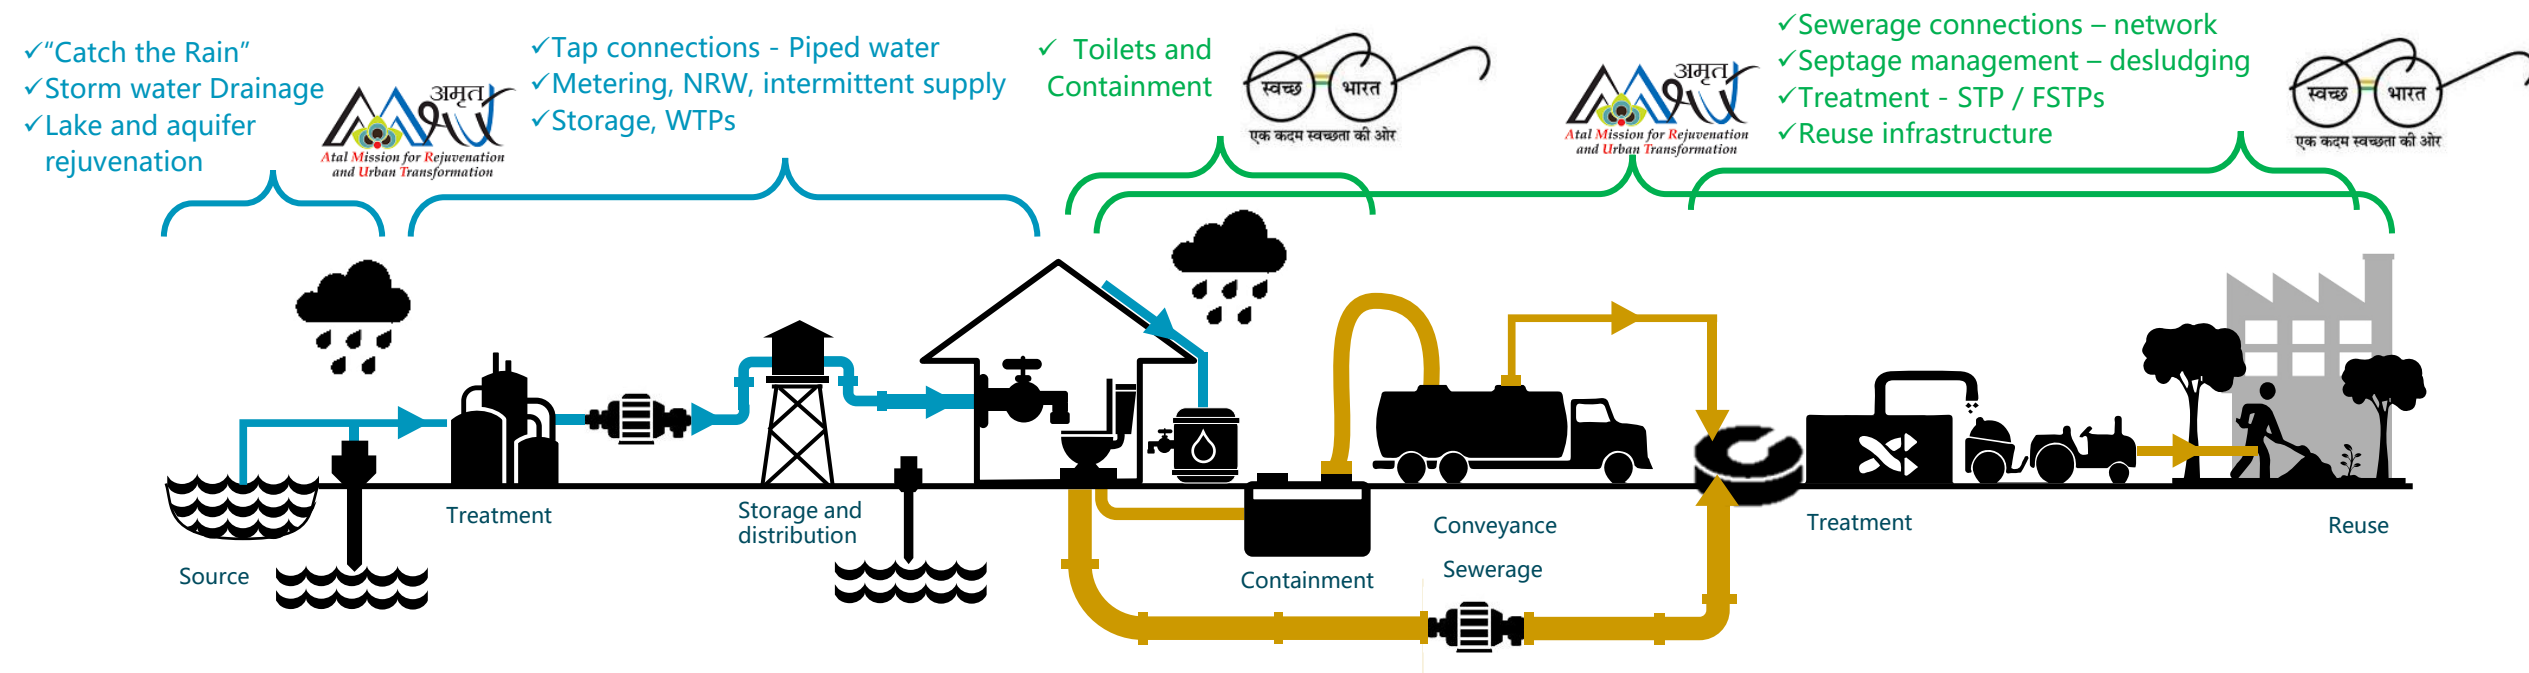 ✓“Catch the Rain”
✓Storm water Drainage
✓Lake and aquifer
rejuvenation
अमृत
Atal Mission for Rejuvenation
and Urban Transformation
✓Tap connections - Piped water
✓Metering, NRW, intermittent supply
✓Storage, WTPs
✓ Toilets and
Containment
स्वच्छ भारत
एक कदम स्वच्छता की ओर
अमृत
Atal Mission for Rejuvenation
and Urban Transformation
✓Sewerage connections – network
✓Septage management – desludging
✓Treatment - STP / FSTPs
✓Reuse infrastructure
स्वच्छ भारत
एक कदम स्वच्छता की ओर
Source
Treatment
Storage and
distribution
Containment
Conveyance
Sewerage
Treatment
Reuse